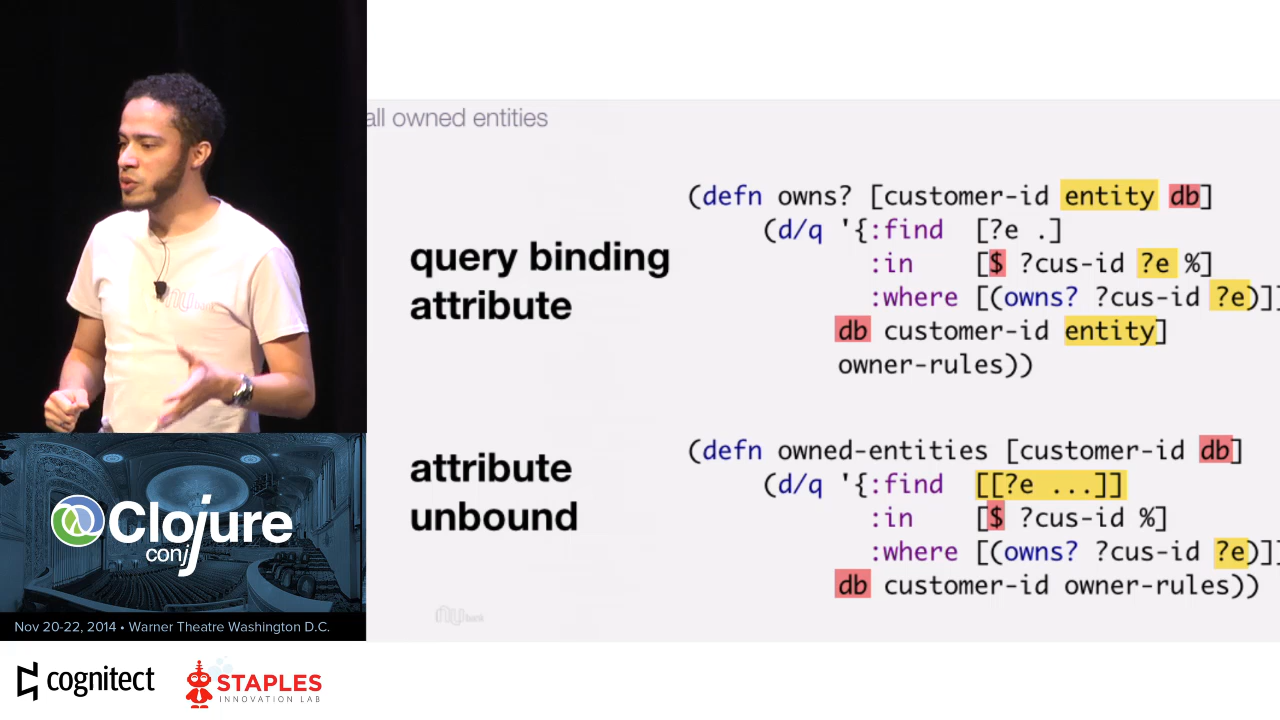 all owned entities
query binding
attribute
(defn owns? [customer-id entity db]
(d/q '{:find [?e .]
:in [$ ?cus-id ?e %]
:where [(owns? ?cus-id ?e)]]
db customer-id entity]
owner-rules))
attribute
unbound
(defn owned-entities [customer-id db]
(d/q '{:find [[?e ...]]
:in [$ ?cus-id %]
:where [(owns? ?cus-id ?e)]]
db customer-id owner-rules))
nu bank
Clojure
conj
Nov 20-22, 2014 • Warner Theatre Washington D.C.
cognitect
STAPLES
INNOVATION LAB